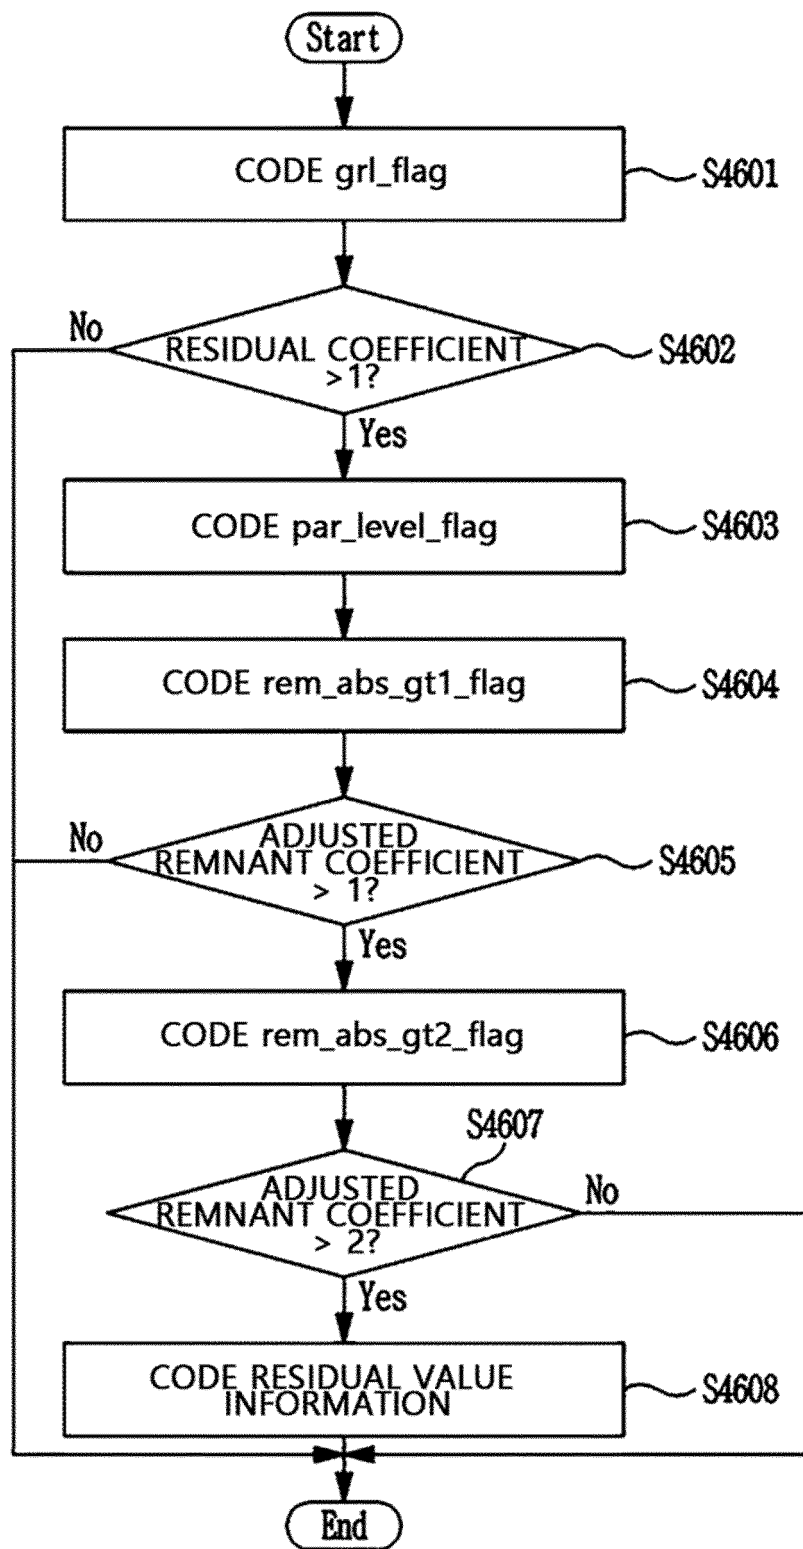 Start
CODE grl_flag
S4601
No
RESIDUAL COEFFICIENT
>1?
S4602
Yes
CODE par_level_flag
S4603
CODE rem_abs_gt1_flag
S4604
No
ADJUSTED
REMNANT COEFFICIENT
> 1?
S4605
Yes
CODE rem_abs_gt2_flag
S4606
S4607
ADJUSTED
REMNANT COEFFICIENT
> 2?
No
Yes
CODE RESIDUAL VALUE
INFORMATION
S4608
End